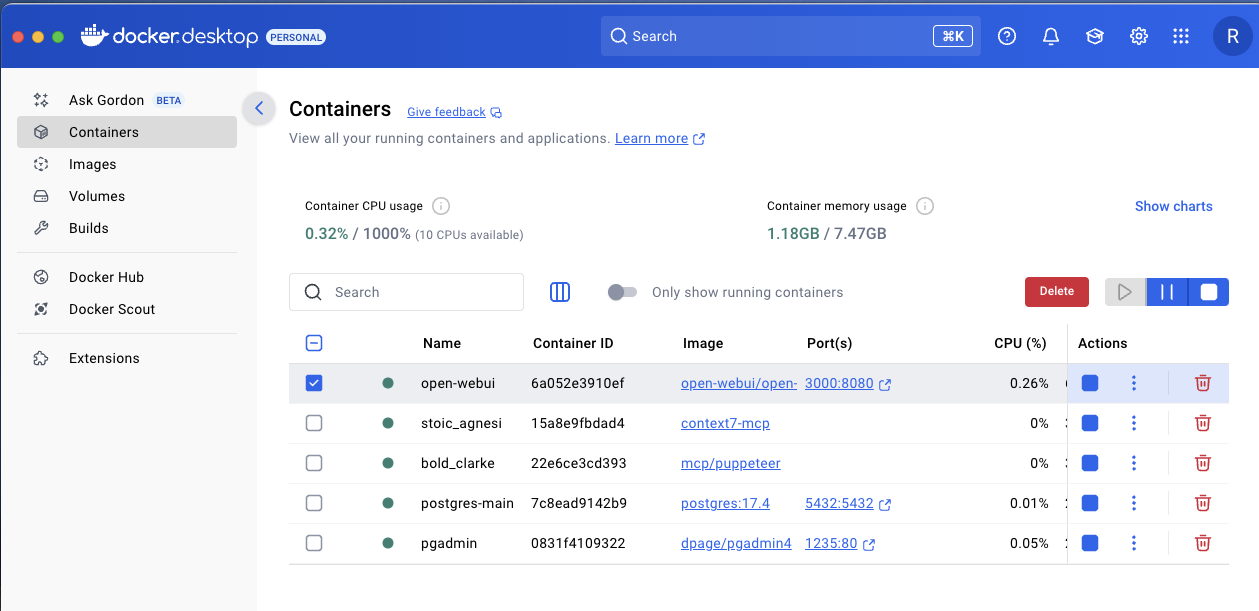 docker.desktop PERSONAL Search ⌘K R
Ask Gordon BETA
Containers
Images
Volumes
Builds
Docker Hub
Docker Scout
Extensions
Containers Give feedback
View all your running containers and applications. Learn more
Container CPU usage
0.32% / 1000% (10 CPUs available)
Container memory usage
1.18GB / 7.47GB
Show charts
Search Only show running containers Delete
Name Container ID Image Port(s) CPU (%) Actions
open-webui 6a052e3910ef open-webui/open- 3000:8080 0.26%
stoic_agnesi 15a8e9fbdad4 context7-mcp 0%
bold_clarke 22e6ce3cd393 mcp/puppeteer 0%
postgres-main 7c8ead9142b9 postgres:17.4 5432:5432 0.01%
pgadmin 0831f4109322 dpage/pgadmin4 1235:80 0.05%